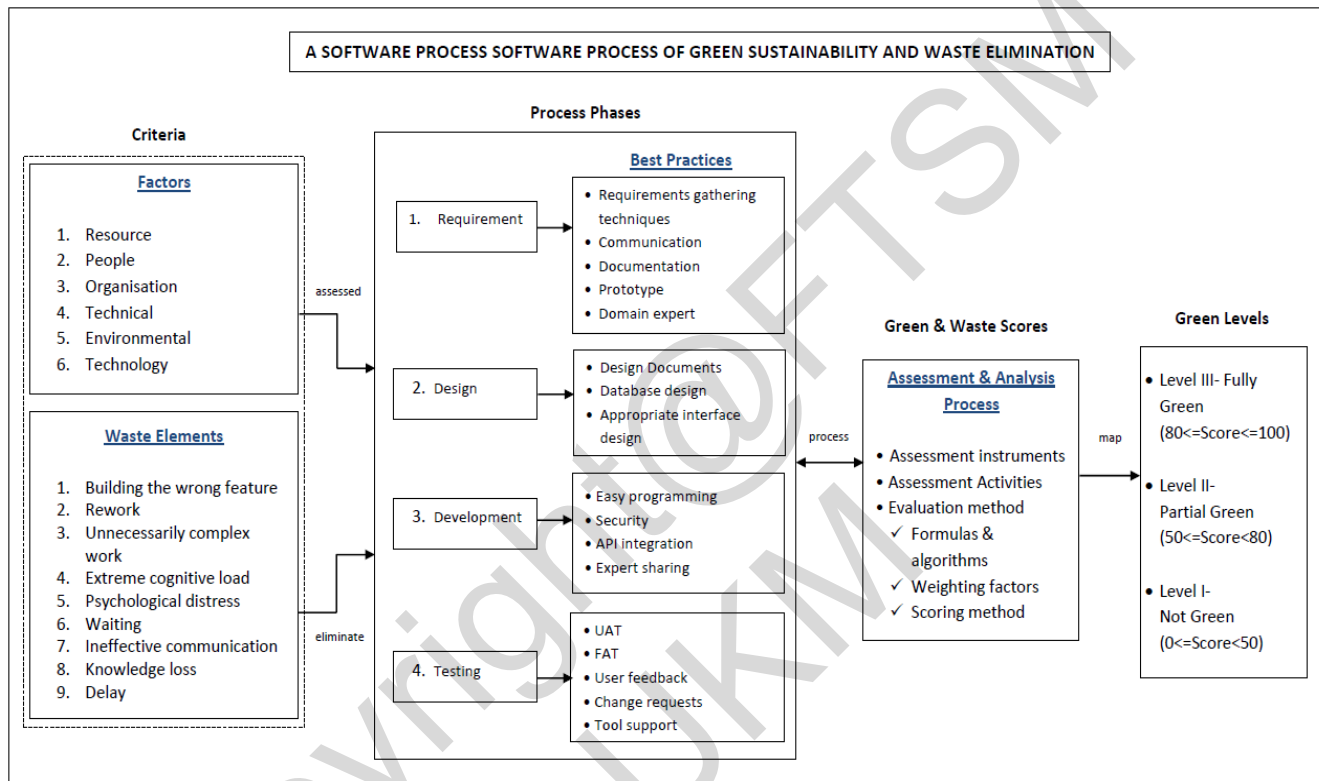 A SOFTWARE PROCESS SOFTWARE PROCESS OF GREEN SUSTAINABILITY AND WASTE ELIMINATION
Criteria
Factors
1. Resource
2. People
3. Organisation
4. Technical
5. Environmental
6. Technology
Waste Elements
1. Building the wrong feature
2. Rework
3. Unnecessarily complex
work
4. Extreme cognitive load
5. Psychological distress
6. Waiting
7. Ineffective communication
8. Knowledge loss
9. Delay
assessed
eliminate
Process Phases
Best Practices
1. Requirement
• Requirements gathering
techniques
• Communication
• Documentation
• Prototype
• Domain expert
2. Design
• Design Documents
• Database design
• Appropriate interface
design
3. Development
• Easy programming
• Security
• API integration
• Expert sharing
4. Testing
• UAT
• FAT
• User feedback
• Change requests
• Tool support
process
Green & Waste Scores
Assessment & Analysis
Process
• Assessment instruments
• Assessment Activities
• Evaluation method
✓ Formulas &
algorithms
✓ Weighting factors
✓ Scoring method
map
Green Levels
• Level III- Fully
Green
(80<=Score<=100)
• Level II-
Partial Green
(50<=Score<80)
• Level I-
Not Green
(0<=Score<50)
yright@FTSM
UKM